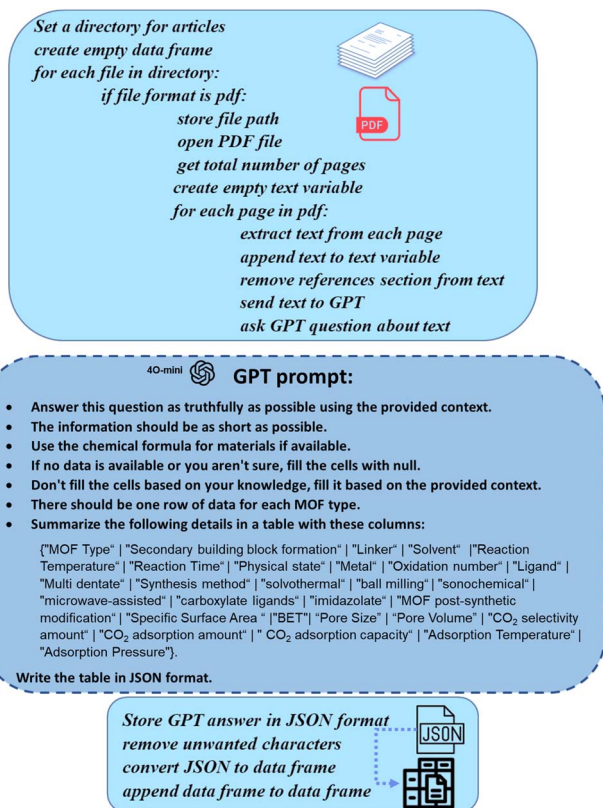 Set a directory for articles
create empty data frame
for each file in directory:
if file format is pdf:
store file path
PDF
open PDF file
get total number of pages
create empty text variable
for each page in pdf:
extract text from each page
append text to text variable
remove references section from text
send text to GPT
ask GPT question about text
4O-mini GPT prompt:
• Answer this question as truthfully as possible using the provided context.
• The information should be as short as possible.
• Use the chemical formula for materials if available.
• If no data is available or you aren't sure, fill the cells with null.
• Don't fill the cells based on your knowledge, fill it based on the provided context.
• There should be one row of data for each MOF type.
• Summarize the following details in a table with these columns:
{"MOF Type“ | "Secondary building block formation“ | "Linker“ | "Solvent“ |"Reaction
Temperature“ | "Reaction Time“ | "Physical state“ | "Metal“ | "Oxidation number“ | "Ligand“ |
"Multi dentate“ | "Synthesis method“ | "solvothermal“ | "ball milling“ | "sonochemical“ |
"microwave-assisted“ | "carboxylate ligands“ | "imidazolate“ | "MOF post-synthetic
modification“ | "Specific Surface Area “ |"BET"| “Pore Size” | “Pore Volume” | "CO₂ selectivity
amount“ | "CO₂ adsorption amount“ | " CO₂ adsorption capacity“ | "Adsorption Temperature“ |
"Adsorption Pressure"}.
Write the table in JSON format.
Store GPT answer in JSON format
remove unwanted characters
JSON
convert JSON to data frame
append data frame to data frame